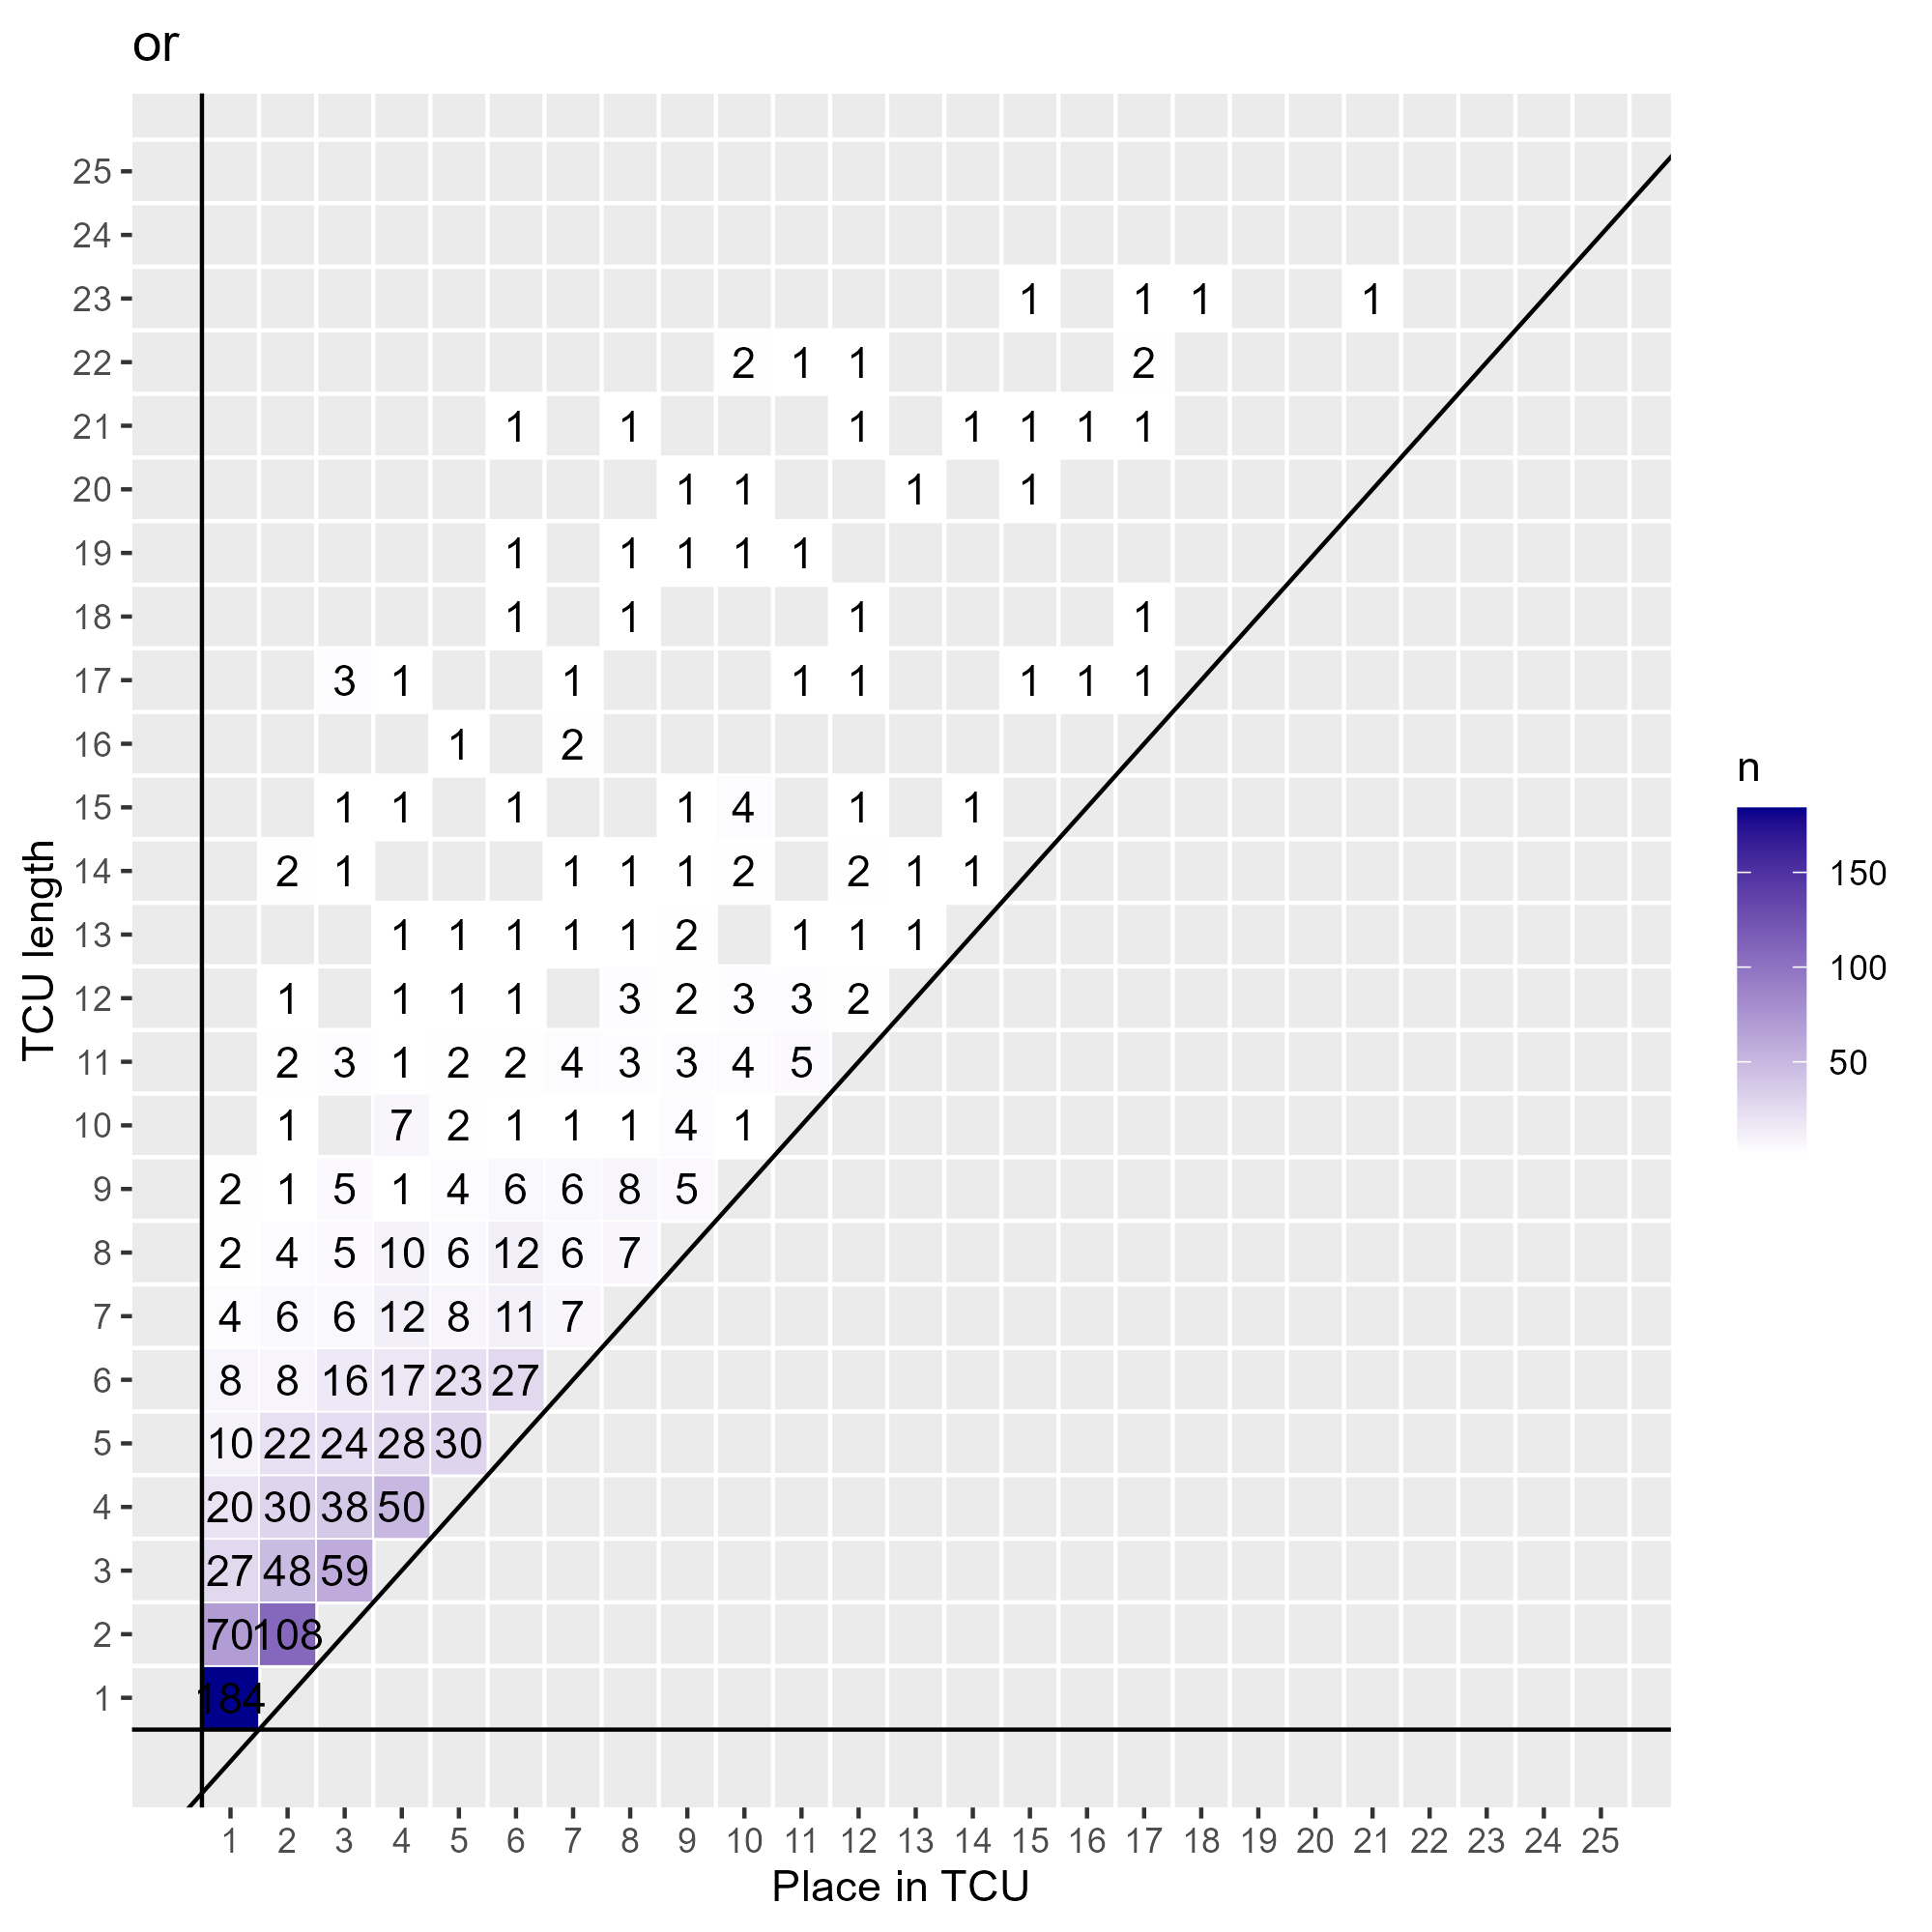 or
25
24
23 1 1 1 1
22 2 1 1 2
21 1 1 1 1 1 1 1
20 1 1 1 1
19 1 1 1 1 1
18 1 1 1 1
17 3 1 1 1 1 1 1 1
16 1 2
15 1 1 1 1 4 1 1
14 2 1 1 1 1 2 2 1 1
13 1 1 1 1 1 2 1 1 1
12 1 1 1 1 3 2 3 3 2
11 2 3 1 2 2 4 3 3 4 5
10 1 7 2 1 1 1 4 1
9 2 1 5 1 4 6 6 8 5
8 2 4 5 10 6 12 6 7
7 4 6 6 12 8 11 7
6 8 8 16 17 23 27
5 10 22 24 28 30
4 20 30 38 50
3 27 48 59
2 70 108
1 184
1 2 3 4 5 6 7 8 9 10 11 12 13 14 15 16 17 18 19 20 21 22 23 24 25
Place in TCU
TCU length
n
150
100
50